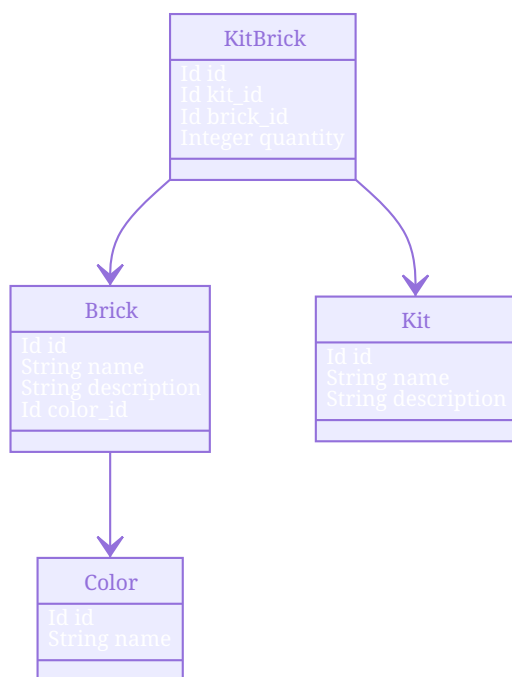 KitBrick
Id id
Id kit_id
Id brick_id
Integer quantity
Brick
Id id
String name
String description
Id color_id
Kit
Id id
String name
String description
Color
Id id
String name